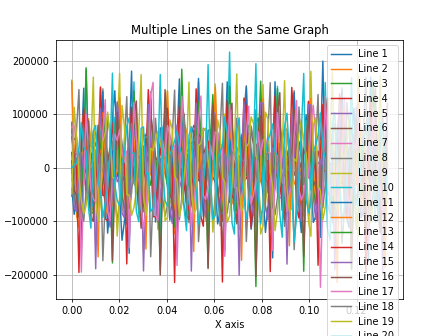 Multiple Lines on the Same Graph
200000
100000
0
−100000
−200000
0.00
0.02
0.04
0.06
0.08
0.10
X axis
Line 1
Line 2
Line 3
Line 4
Line 5
Line 6
Line 7
Line 8
Line 9
Line 10
Line 11
Line 12
Line 13
Line 14
Line 15
Line 16
Line 17
Line 18
Line 19
Line 20